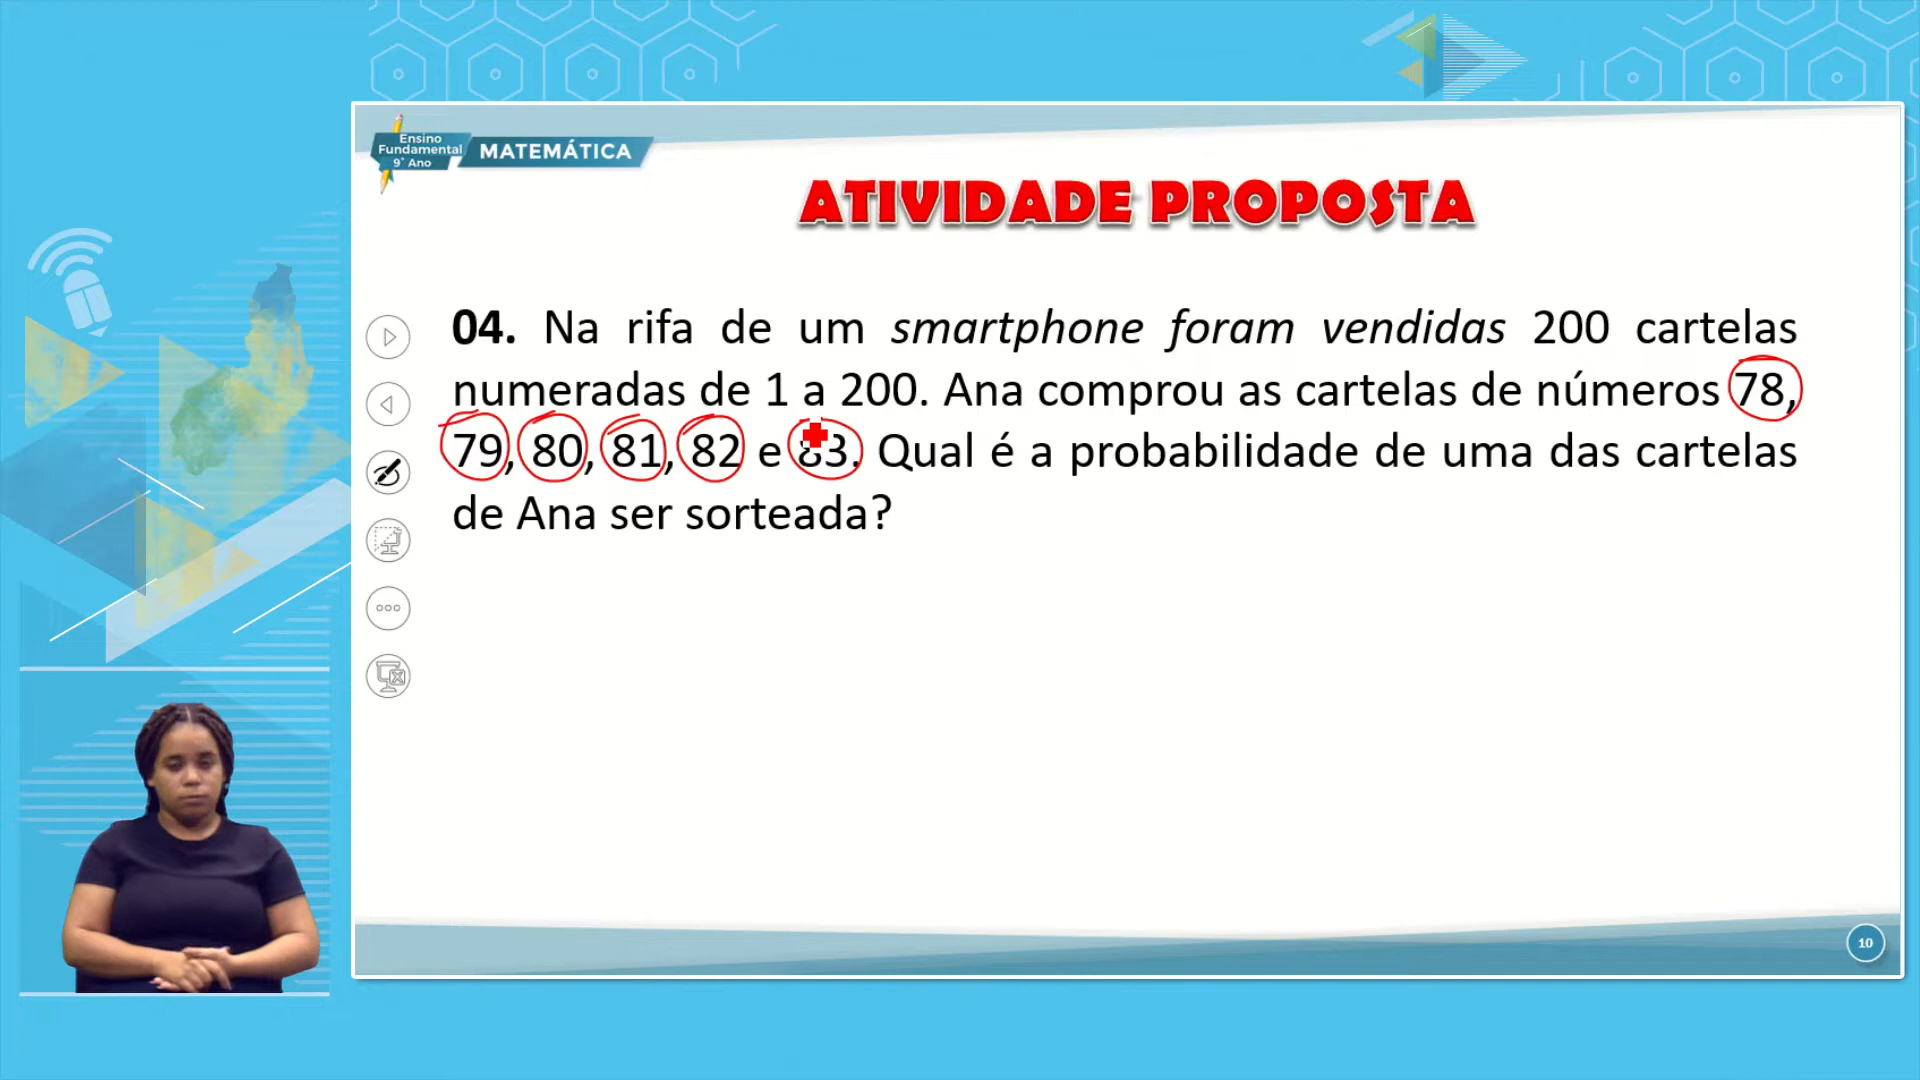 Ensino
Fundamental
9° Ano
MATEMÁTICA
ATIVIDADE PROPOSTA
04. Na rifa de um smartphone foram vendidas 200 cartelas
numeradas de 1 a 200. Ana comprou as cartelas de números 78,
79, 80, 81, 82 e 83. Qual é a probabilidade de uma das cartelas
de Ana ser sorteada?
10